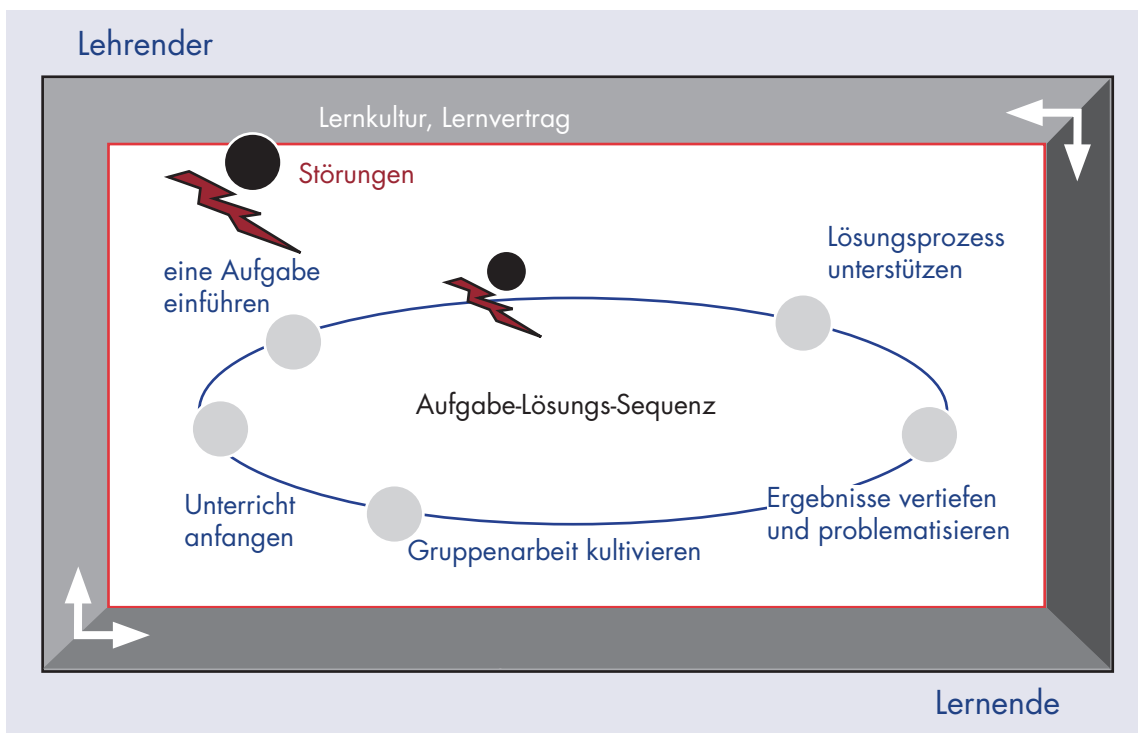 Lehrender
Lernkultur, Lernvertrag
Störungen
Lösungsprozess
unterstützen
eine Aufgabe
einführen
Aufgabe-Lösungs-Sequenz
Unterricht
anfangen
Ergebnisse vertiefen
und problematisieren
Gruppenarbeit kultivieren
Lernende